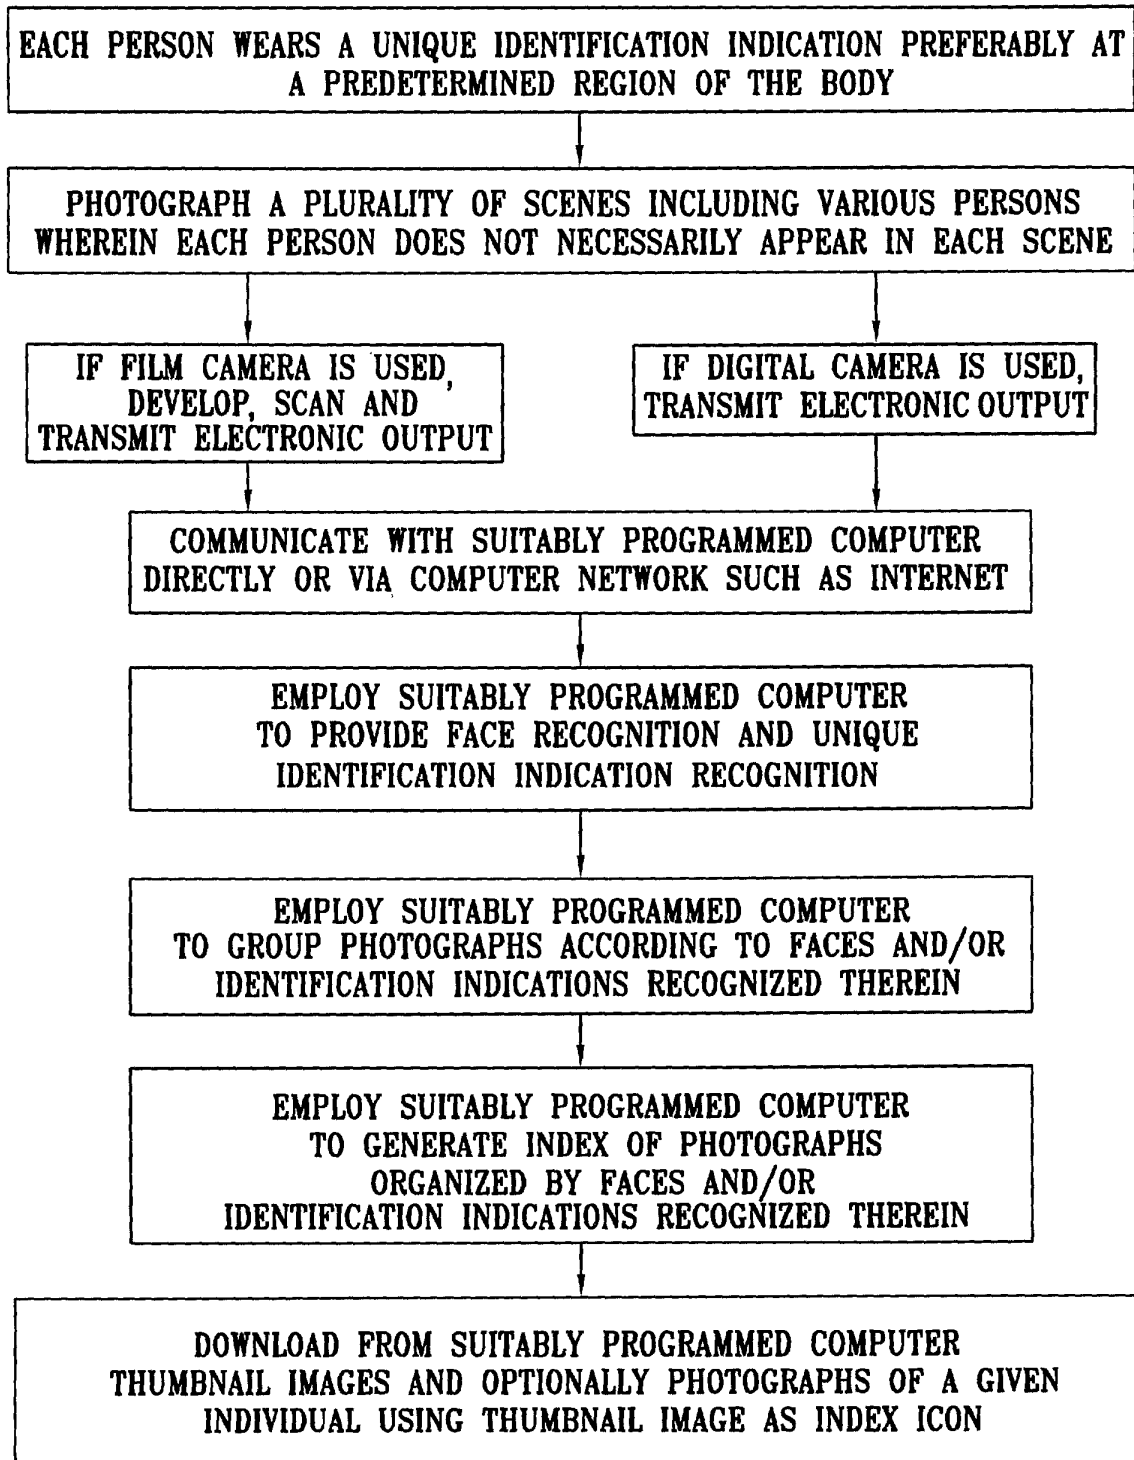 EACH PERSON WEARS A UNIQUE IDENTIFICATION INDICATION PREFERABLY AT
A PREDETERMINED REGION OF THE BODY
PHOTOGRAPH A PLURALITY OF SCENES INCLUDING VARIOUS PERSONS
WHEREIN EACH PERSON DOES NOT NECESSARILY APPEAR IN EACH SCENE
IF FILM CAMERA IS USED,
DEVELOP, SCAN AND
TRANSMIT ELECTRONIC OUTPUT
IF DIGITAL CAMERA IS USED,
TRANSMIT ELECTRONIC OUTPUT
COMMUNICATE WITH SUITABLY PROGRAMMED COMPUTER
DIRECTLY OR VIA COMPUTER NETWORK SUCH AS INTERNET
EMPLOY SUITABLY PROGRAMMED COMPUTER
TO PROVIDE FACE RECOGNITION AND UNIQUE
IDENTIFICATION INDICATION RECOGNITION
EMPLOY SUITABLY PROGRAMMED COMPUTER
TO GROUP PHOTOGRAPHS ACCORDING TO FACES AND/OR
IDENTIFICATION INDICATIONS RECOGNIZED THEREIN
EMPLOY SUITABLY PROGRAMMED COMPUTER
TO GENERATE INDEX OF PHOTOGRAPHS
ORGANIZED BY FACES AND/OR
IDENTIFICATION INDICATIONS RECOGNIZED THEREIN
DOWNLOAD FROM SUITABLY PROGRAMMED COMPUTER
THUMBNAIL IMAGES AND OPTIONALLY PHOTOGRAPHS OF A GIVEN
INDIVIDUAL USING THUMBNAIL IMAGE AS INDEX ICON